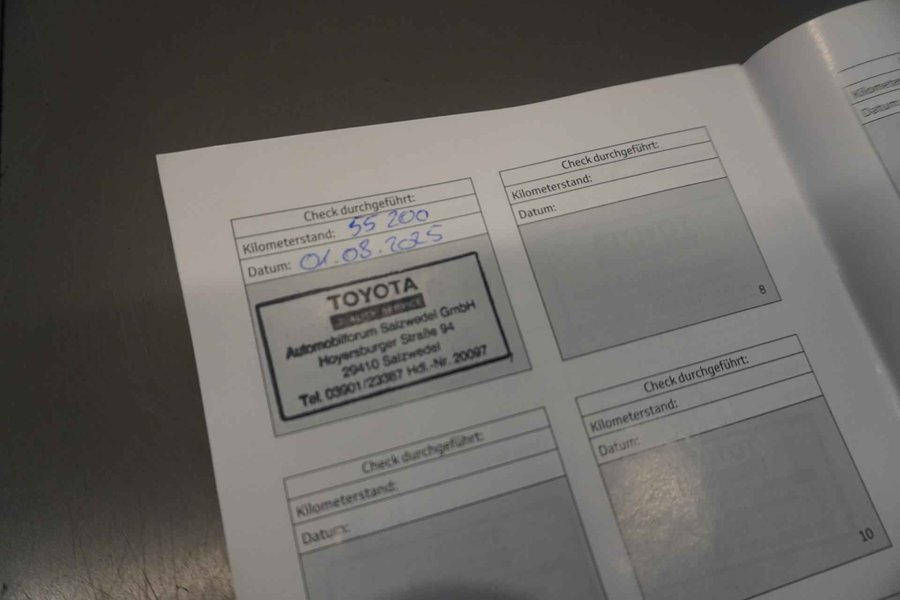 Check durchgeführt:
Kilometerstand: 55 200
Datum: 01.08.2025
TOYOTA
Automobilforum Salzwedel GmbH
Hoyersburger Straße 94
29410 Salzwedel
Tel. 03901/23387 Hdl.-Nr. 20097
Check durchgeführt:
Kilometerstand:
Datum:
8
Check durchgeführt:
Kilometerstand:
Datum:
Check durchgeführt:
Kilometerstand:
Datum:
10
Datum: